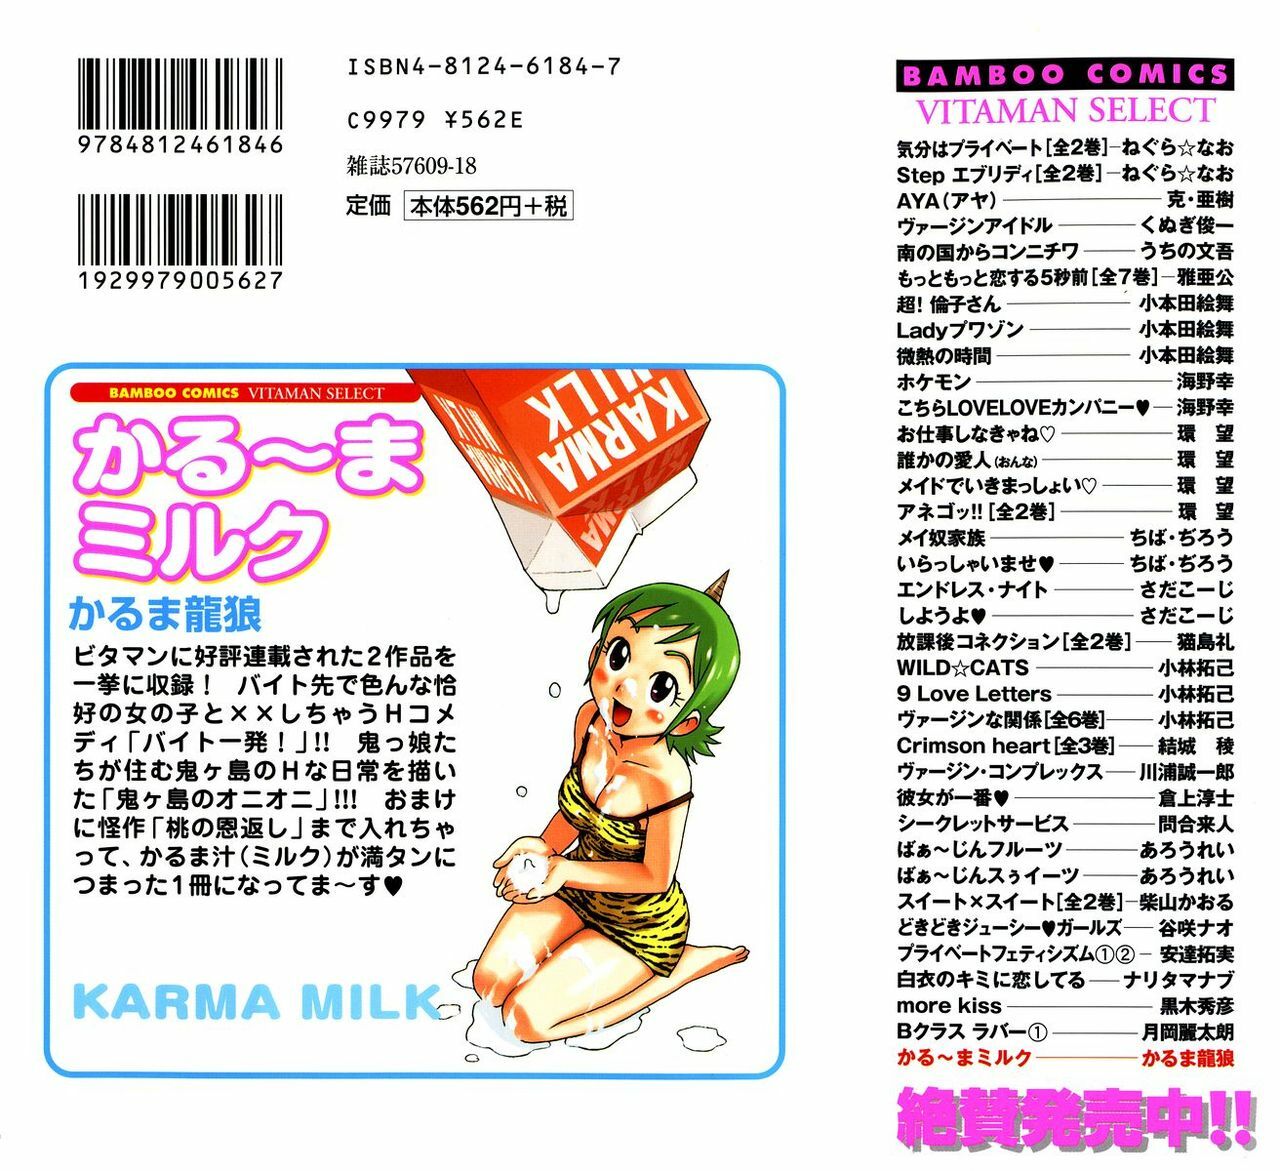 ISBN4-8124-6184-7
C9979 ¥562E
雑誌57609-18
定価 本体562円+税
9784812461846
1929979005627
BAMBOO COMICS VITAMAN SELECT
かる〜ま
ミルク
かるま龍狼
ビタマンに好評連載された2作品を
一挙に収録! バイト先で色んな恰
好の女の子と××しちゃうHコメ
ディ「バイト一発!」!! 鬼っ娘た
ちが住む鬼ヶ島のHな日常を描い
た「鬼ヶ島のオニオニ」!!! おまけ
に怪作「桃の恩返し」まで入れちゃ
って、かるま汁(ミルク)が満タンに
つまった1冊になってま〜す♥
KARMA MILK
KARMA
MILK
KARMA
MILK
KARMA
BAMBOO COMICS
VITAMAN SELECT
気分はプライベート[全2巻]―ねぐら☆なお
Step エブリディ[全2巻]―ねぐら☆なお
AYA(アヤ)―克・亜樹
ヴァージンアイドル―くぬぎ俊一
南の国からコンニチワ―うちの文吾
もっともっと恋する5秒前[全7巻]―雅亜公
超! 倫子さん―小本田絵舞
Ladyプワゾン―小本田絵舞
微熱の時間―小本田絵舞
ホケモン―海野幸
こちらLOVELOVEカンパニー♥―海野幸
お仕事しなきゃね♡―環 望
誰かの愛人(おんな)―環 望
メイドでいきまっしょい♡―環 望
アネゴッ!![全2巻]―環 望
メイ奴家族―ちば・ぢろう
いらっしゃいませ♥―ちば・ぢろう
エンドレス・ナイト―さだこーじ
しようよ♥―さだこーじ
放課後コネクション[全2巻]―猫島礼
WILD☆CATS―小林拓己
9 Love Letters―小林拓己
ヴァージンな関係[全6巻]―小林拓己
Crimson heart[全3巻]―結城 稜
ヴァージン・コンプレックス―川浦誠一郎
彼女が一番♥―倉上淳士
シークレットサービス―問合来人
ばぁ〜じんフルーツ―あろうれい
ばぁ〜じんスぅイーツ―あろうれい
スイート×スイート[全2巻]―柴山かおる
どきどきジューシー♥ガールズ―谷咲ナオ
プライベートフェティシズム①②―安達拓実
白衣のキミに恋してる―ナリタマナブ
more kiss―黒木秀彦
Bクラス ラバー①―月岡麗太朗
かる〜まミルク―かるま龍狼
絶賛発売中!!